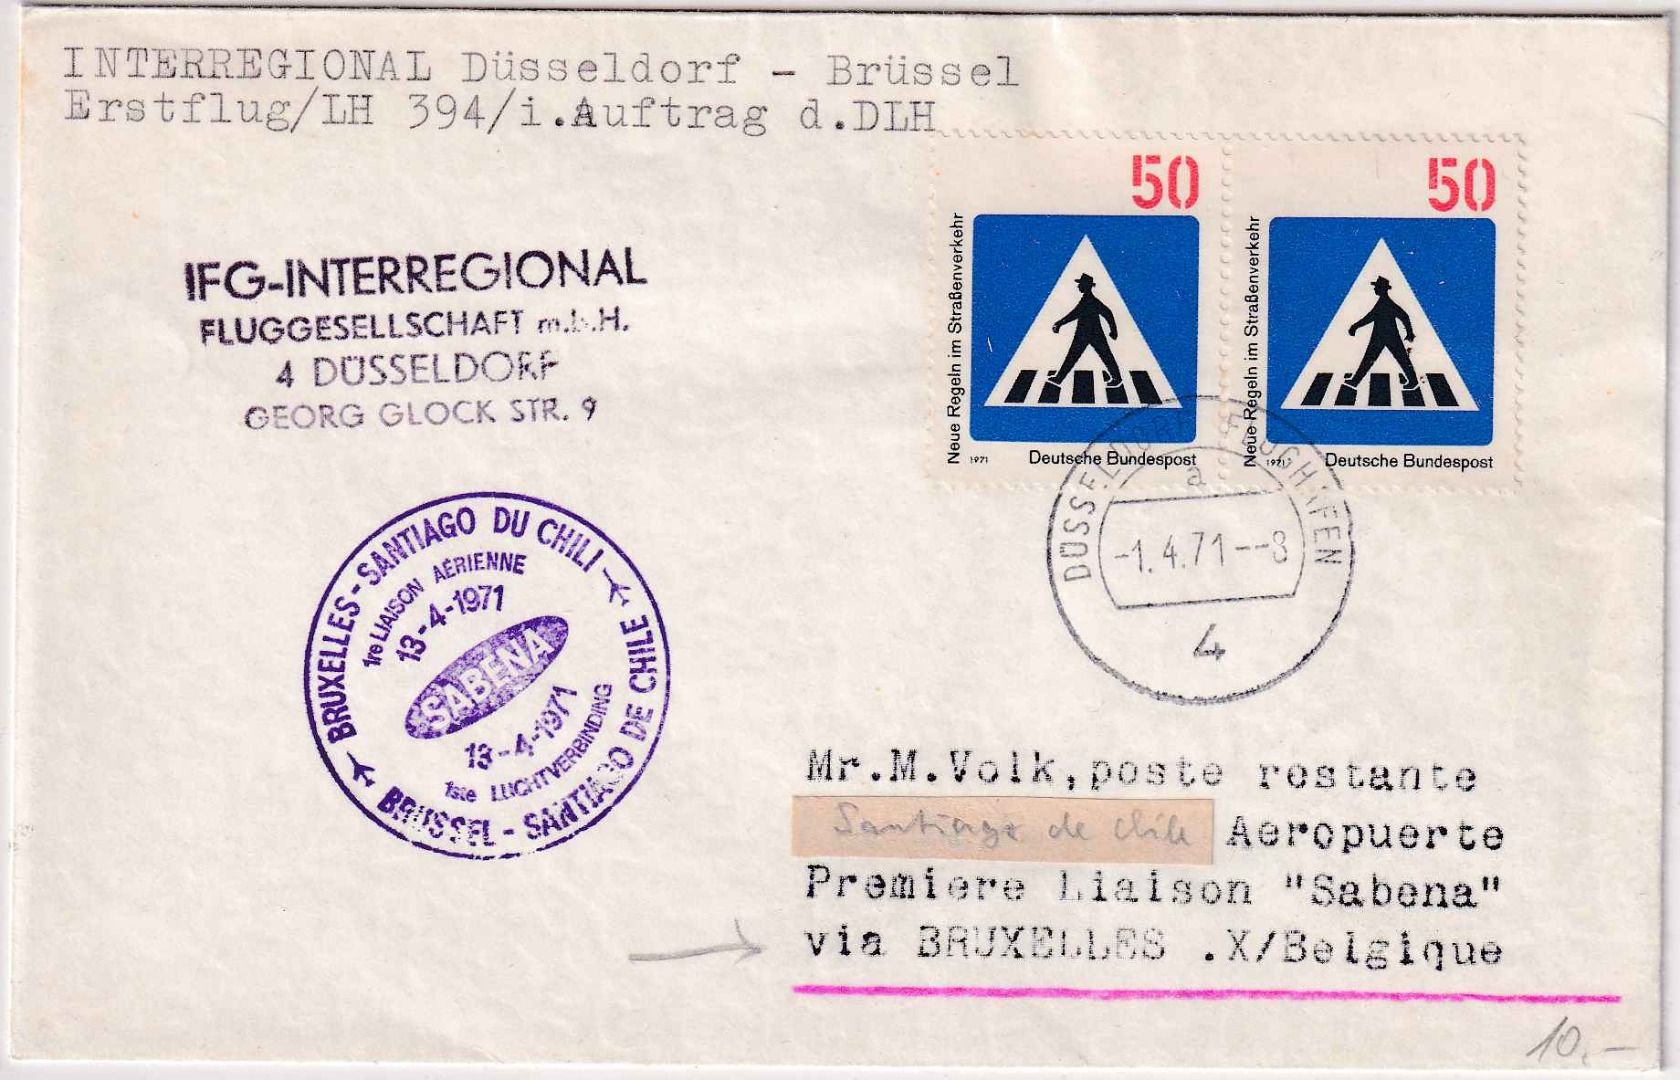 INTERREGIONAL Düsseldorf - Brüssel
Erstflug/LH 394/i.Auftrag d.DLH
50
Neue Regeln im Straßenverkehr
1971
Deutsche Bundespost
50
Neue Regeln im Straßenverkehr
1971
Deutsche Bundespost
IFG-INTERREGIONAL
FLUGGESELLSCHAFT m.b.H.
4 DÜSSELDORF
GEORG GLOCK STR. 9
DÜSSELDORF FLUGHAFEN
a
-1.4.71--8
4
BRUXELLES-SANTIAGO DU CHILI
1re LIAISON AÉRIENNE
13-4-1971
SABENA
13-4-1971
1ste LUCHTVERBINDING
BRUSSEL-SANTIAGO DE CHILE
Mr.M.Volk,poste restante
Santiago de Chile Aeropuerte
Premiere Liaison "Sabena"
via BRUXELLES .X/Belgique
10.-